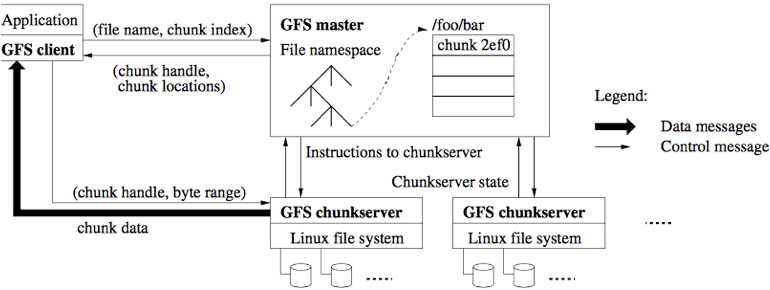 Application
GFS client
(file name, chunk index)
(chunk handle,
chunk locations)
GFS master
File namespace
/foo/bar
chunk 2ef0
Legend:
Data messages
Control message
Instructions to chunkserver
Chunkserver state
(chunk handle, byte range)
chunk data
GFS chunkserver
Linux file system
GFS chunkserver
Linux file system